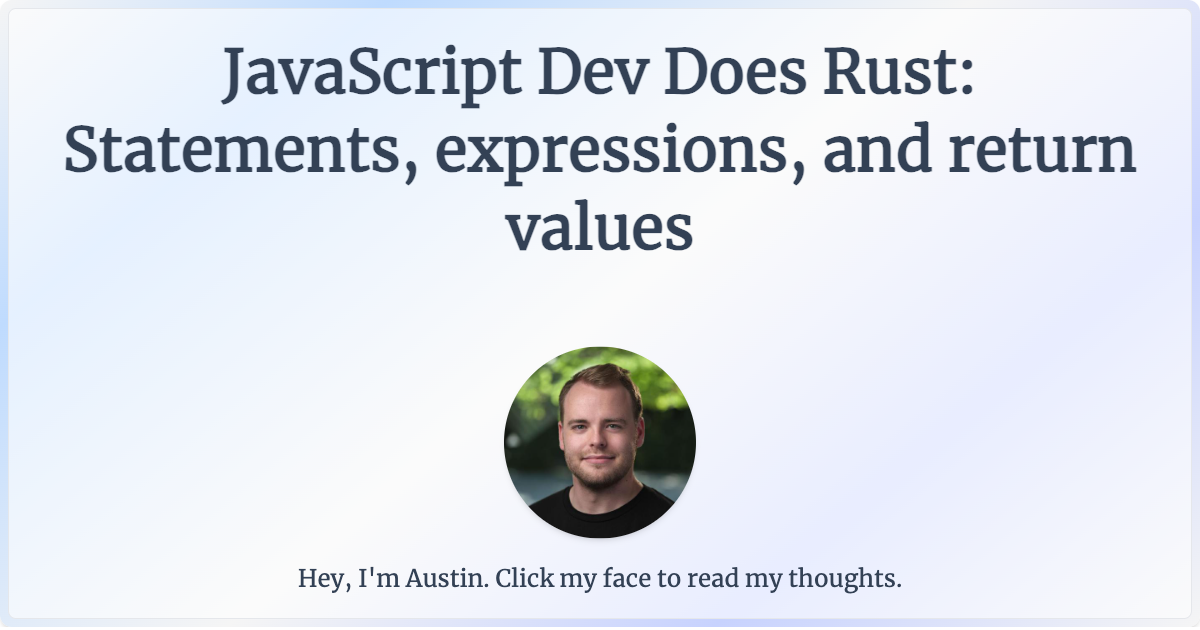 JavaScript Dev Does Rust:
Statements, expressions, and return
values
Hey, I'm Austin. Click my face to read my thoughts.